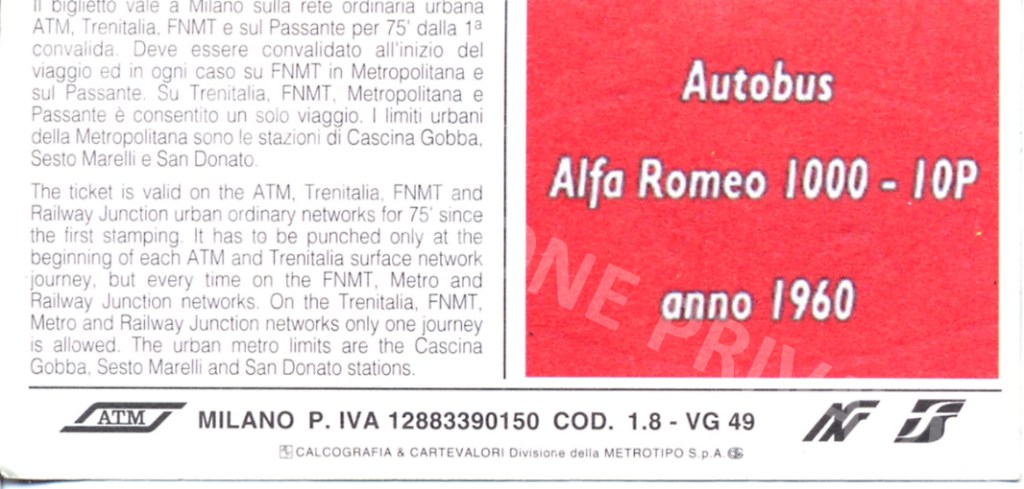 Il biglietto vale a Milano sulla rete ordinaria urbana
ATM, Trenitalia, FNMT e sul Passante per 75' dalla 1ª
convalida. Deve essere convalidato all'inizio del
viaggio ed in ogni caso su FNMT in Metropolitana e
sul Passante. Su Trenitalia, FNMT, Metropolitana e
Passante è consentito un solo viaggio. I limiti urbani
della Metropolitana sono le stazioni di Cascina Gobba,
Sesto Marelli e San Donato.
The ticket is valid on the ATM, Trenitalia, FNMT and
Railway Junction urban ordinary networks for 75' since
the first stamping. It has to be punched only at the
beginning of each ATM and Trenitalia surface network
journey, but every time on the FNMT, Metro and
Railway Junction networks. On the Trenitalia, FNMT,
Metro and Railway Junction networks only one journey
is allowed. The urban metro limits are the Cascina
Gobba, Sesto Marelli and San Donato stations.
Autobus
Alfa Romeo 1000 - 10P
anno 1960
ONE PRIV
ATM MILANO P. IVA 12883390150 COD. 1.8 - VG 49
CALCOGRAFIA & CARTEVALORI Divisione della METROTIPO S.p.A.